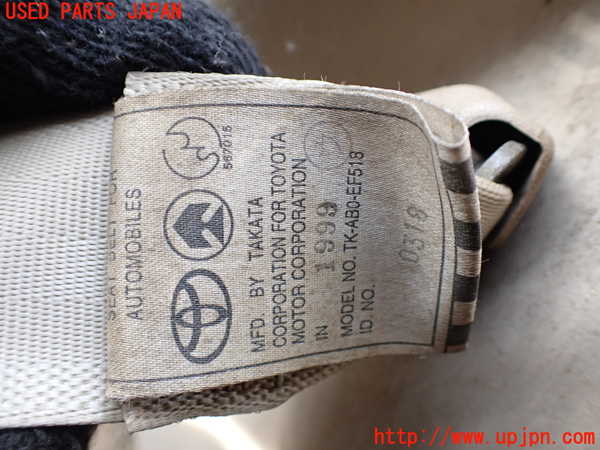 USED PARTS JAPAN
SEAT BELT FOR
AUTOMOBILES
567015
MFD. BY TAKATA
CORPORATION FOR TOYOTA
MOTOR CORPORATION
IN 1999
MODEL NO. TK-AB0-EF518
ID. NO. 0318
http://www.upjpn.com/